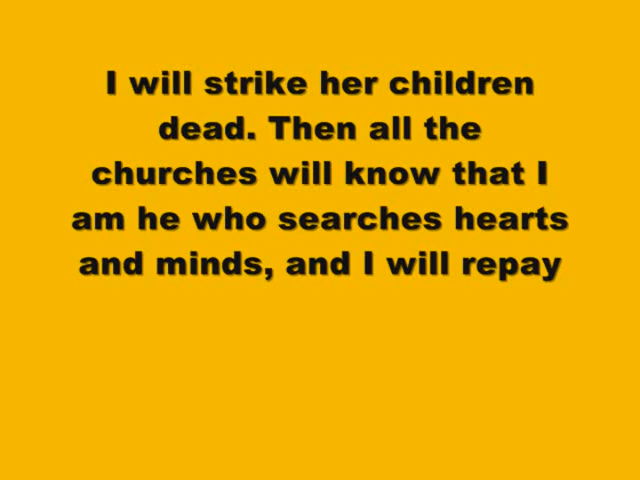 I will strike her children
dead. Then all the
churches will know that I
am he who searches hearts
and minds, and I will repay